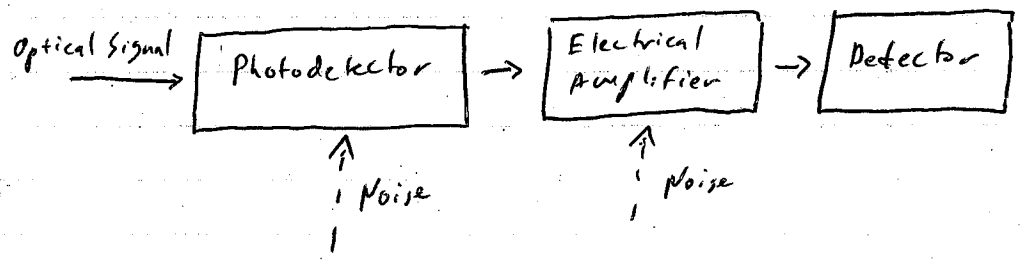 Optical Signal
Photodetector
Electrical
Amplifier
Detector
Noise
Noise